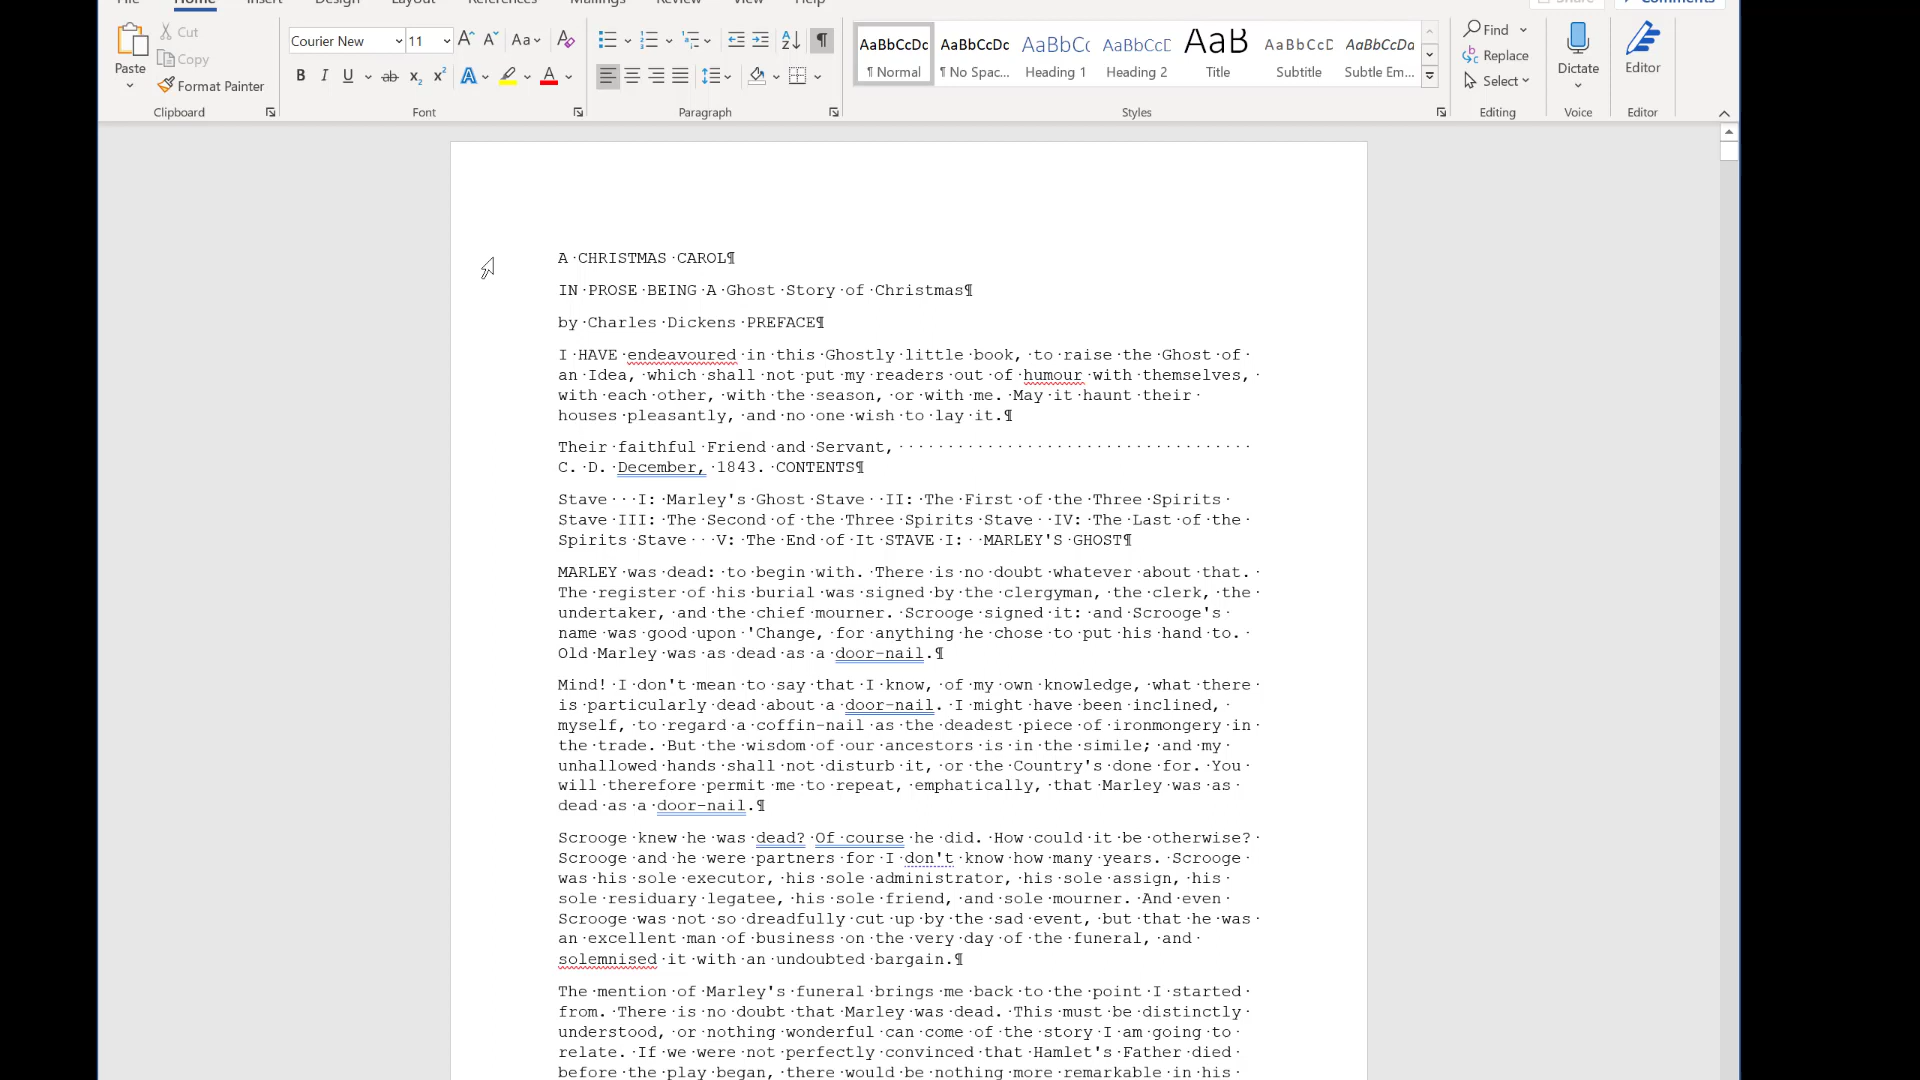 File Home Insert Design Layout References Mailings Review View Help Share Comments
Cut
Copy
Format Painter
Paste
Clipboard
Courier New 11
Font
Paragraph
AaBbCcDc AaBbCcDc AaBbCc AaBbCcD AaB AaBbCcD AaBbCcDa
¶ Normal ¶ No Spac... Heading 1 Heading 2 Title Subtitle Subtle Em...
Styles
Find
Replace
Select
Editing
Dictate
Voice
Editor
Editor
A CHRISTMAS CAROL¶
IN PROSE BEING A Ghost Story of Christmas¶
by Charles Dickens PREFACE¶
I HAVE endeavoured in this Ghostly little book, to raise the Ghost of
an Idea, which shall not put my readers out of humour with themselves,
with each other, with the season, or with me. May it haunt their
houses pleasantly, and no one wish to lay it.¶
Their faithful Friend and Servant,
C. D. December, 1843. CONTENTS¶
Stave I: Marley's Ghost Stave II: The First of the Three Spirits
Stave III: The Second of the Three Spirits Stave IV: The Last of the
Spirits Stave V: The End of It STAVE I: MARLEY'S GHOST¶
MARLEY was dead: to begin with. There is no doubt whatever about that.
The register of his burial was signed by the clergyman, the clerk, the
undertaker, and the chief mourner. Scrooge signed it: and Scrooge's
name was good upon 'Change, for anything he chose to put his hand to.
Old Marley was as dead as a door-nail.¶
Mind! I don't mean to say that I know, of my own knowledge, what there
is particularly dead about a door-nail. I might have been inclined,
myself, to regard a coffin-nail as the deadest piece of ironmongery in
the trade. But the wisdom of our ancestors is in the simile; and my
unhallowed hands shall not disturb it, or the Country's done for. You
will therefore permit me to repeat, emphatically, that Marley was as
dead as a door-nail.¶
Scrooge knew he was dead? Of course he did. How could it be otherwise?
Scrooge and he were partners for I don't know how many years. Scrooge
was his sole executor, his sole administrator, his sole assign, his
sole residuary legatee, his sole friend, and sole mourner. And even
Scrooge was not so dreadfully cut up by the sad event, but that he was
an excellent man of business on the very day of the funeral, and
solemnised it with an undoubted bargain.¶
The mention of Marley's funeral brings me back to the point I started
from. There is no doubt that Marley was dead. This must be distinctly
understood, or nothing wonderful can come of the story I am going to
relate. If we were not perfectly convinced that Hamlet's Father died
before the play began, there would be nothing more remarkable in his